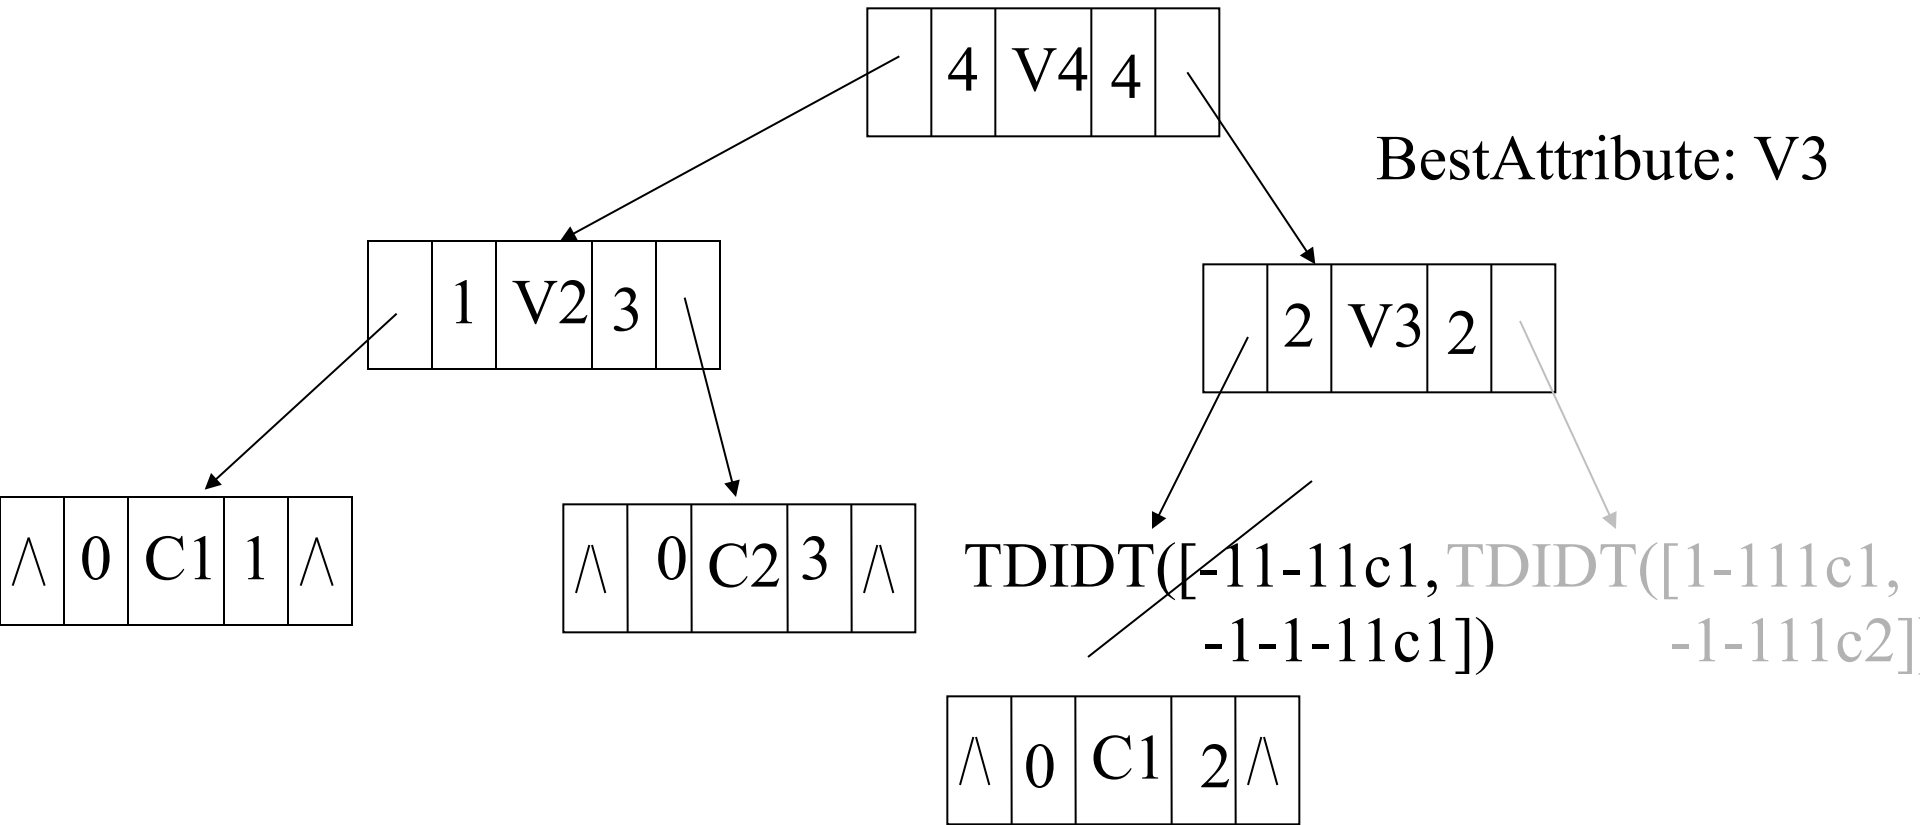 4 V4 4
BestAttribute: V3
1 V2 3
2 V3 2
/\ 0 C1 1 /\
/\ 0 C2 3 /\
TDIDT([-11-11c1,
-1-1-11c1])
TDIDT([1-111c1,
-1-111c2])
/\ 0 C1 2 /\